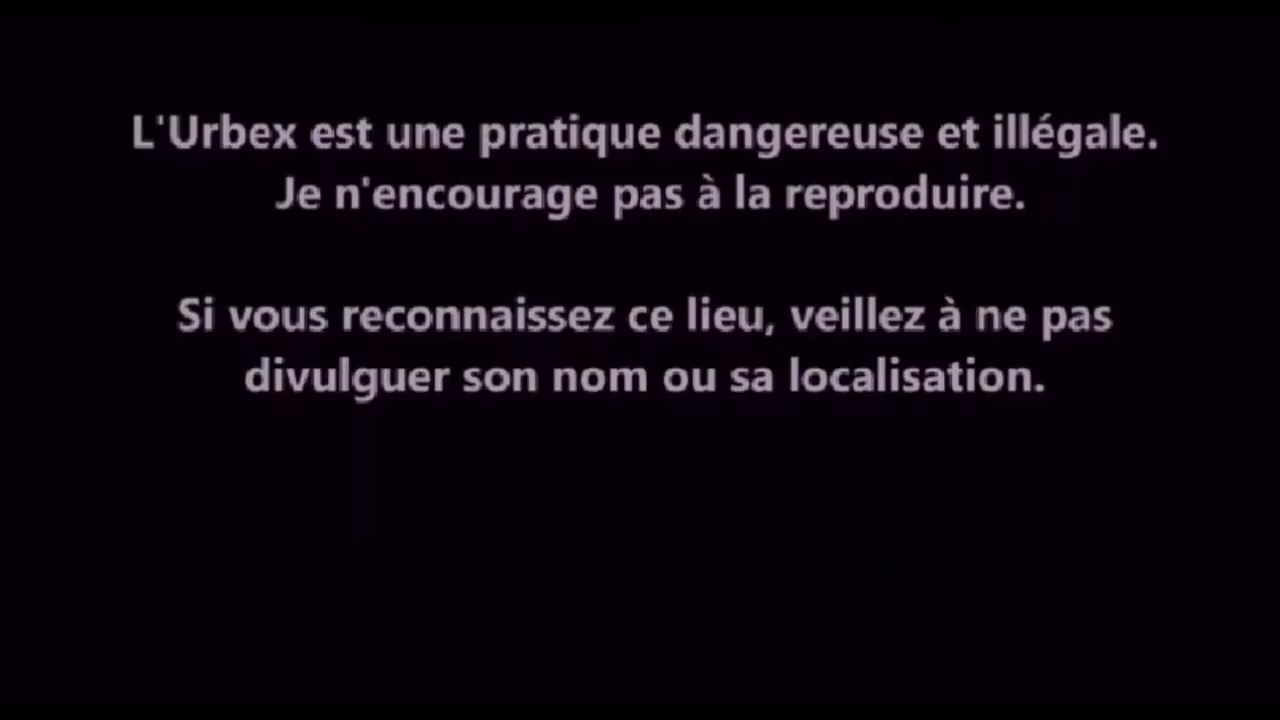 L'Urbex est une pratique dangereuse et illégale.
Je n'encourage pas à la reproduire.
Si vous reconnaissez ce lieu, veillez à ne pas
divulguer son nom ou sa localisation.